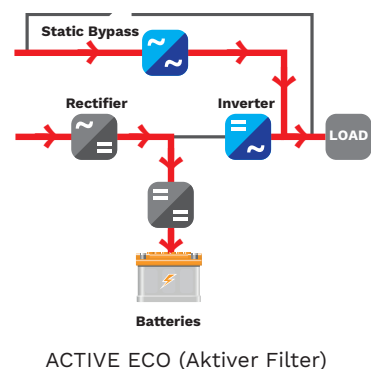 Static Bypass
Rectifier
Inverter
LOAD
Batteries
ACTIVE ECO (Aktiver Filter)